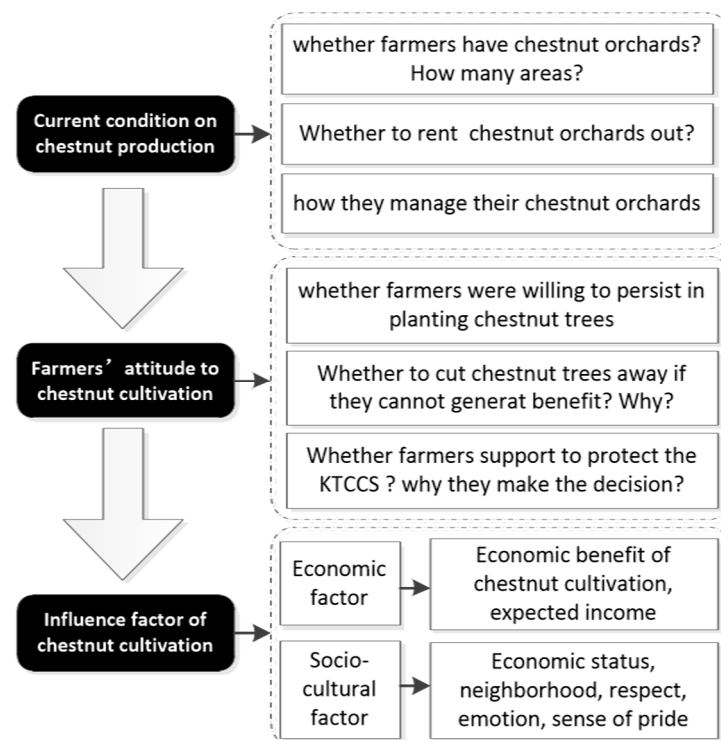 Current condition on
chestnut production
whether farmers have chestnut orchards?
How many areas?
Whether to rent chestnut orchards out?
how they manage their chestnut orchards
Farmers’ attitude to
chestnut cultivation
whether farmers were willing to persist in
planting chestnut trees
Whether to cut chestnut trees away if
they cannot generat benefit? Why?
Whether farmers support to protect the
KTCCS ? why they make the decision?
Influence factor of
chestnut cultivation
Economic
factor
Economic benefit of
chestnut cultivation,
expected income
Socio-
cultural
factor
Economic status,
neighborhood, respect,
emotion, sense of pride